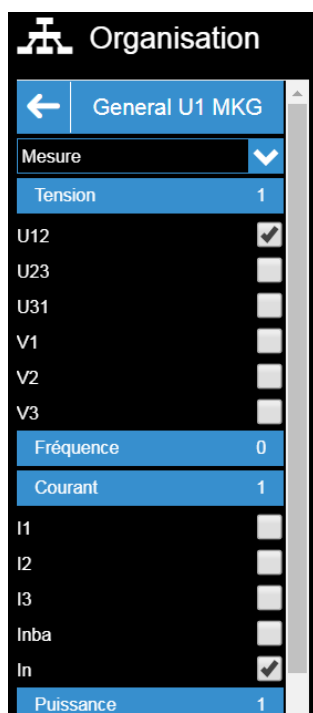 Organisation
General U1 MKG
Mesure
Tension 1
U12
U23
U31
V1
V2
V3
Fréquence 0
Courant 1
I1
I2
I3
Inba
In
Puissance 1